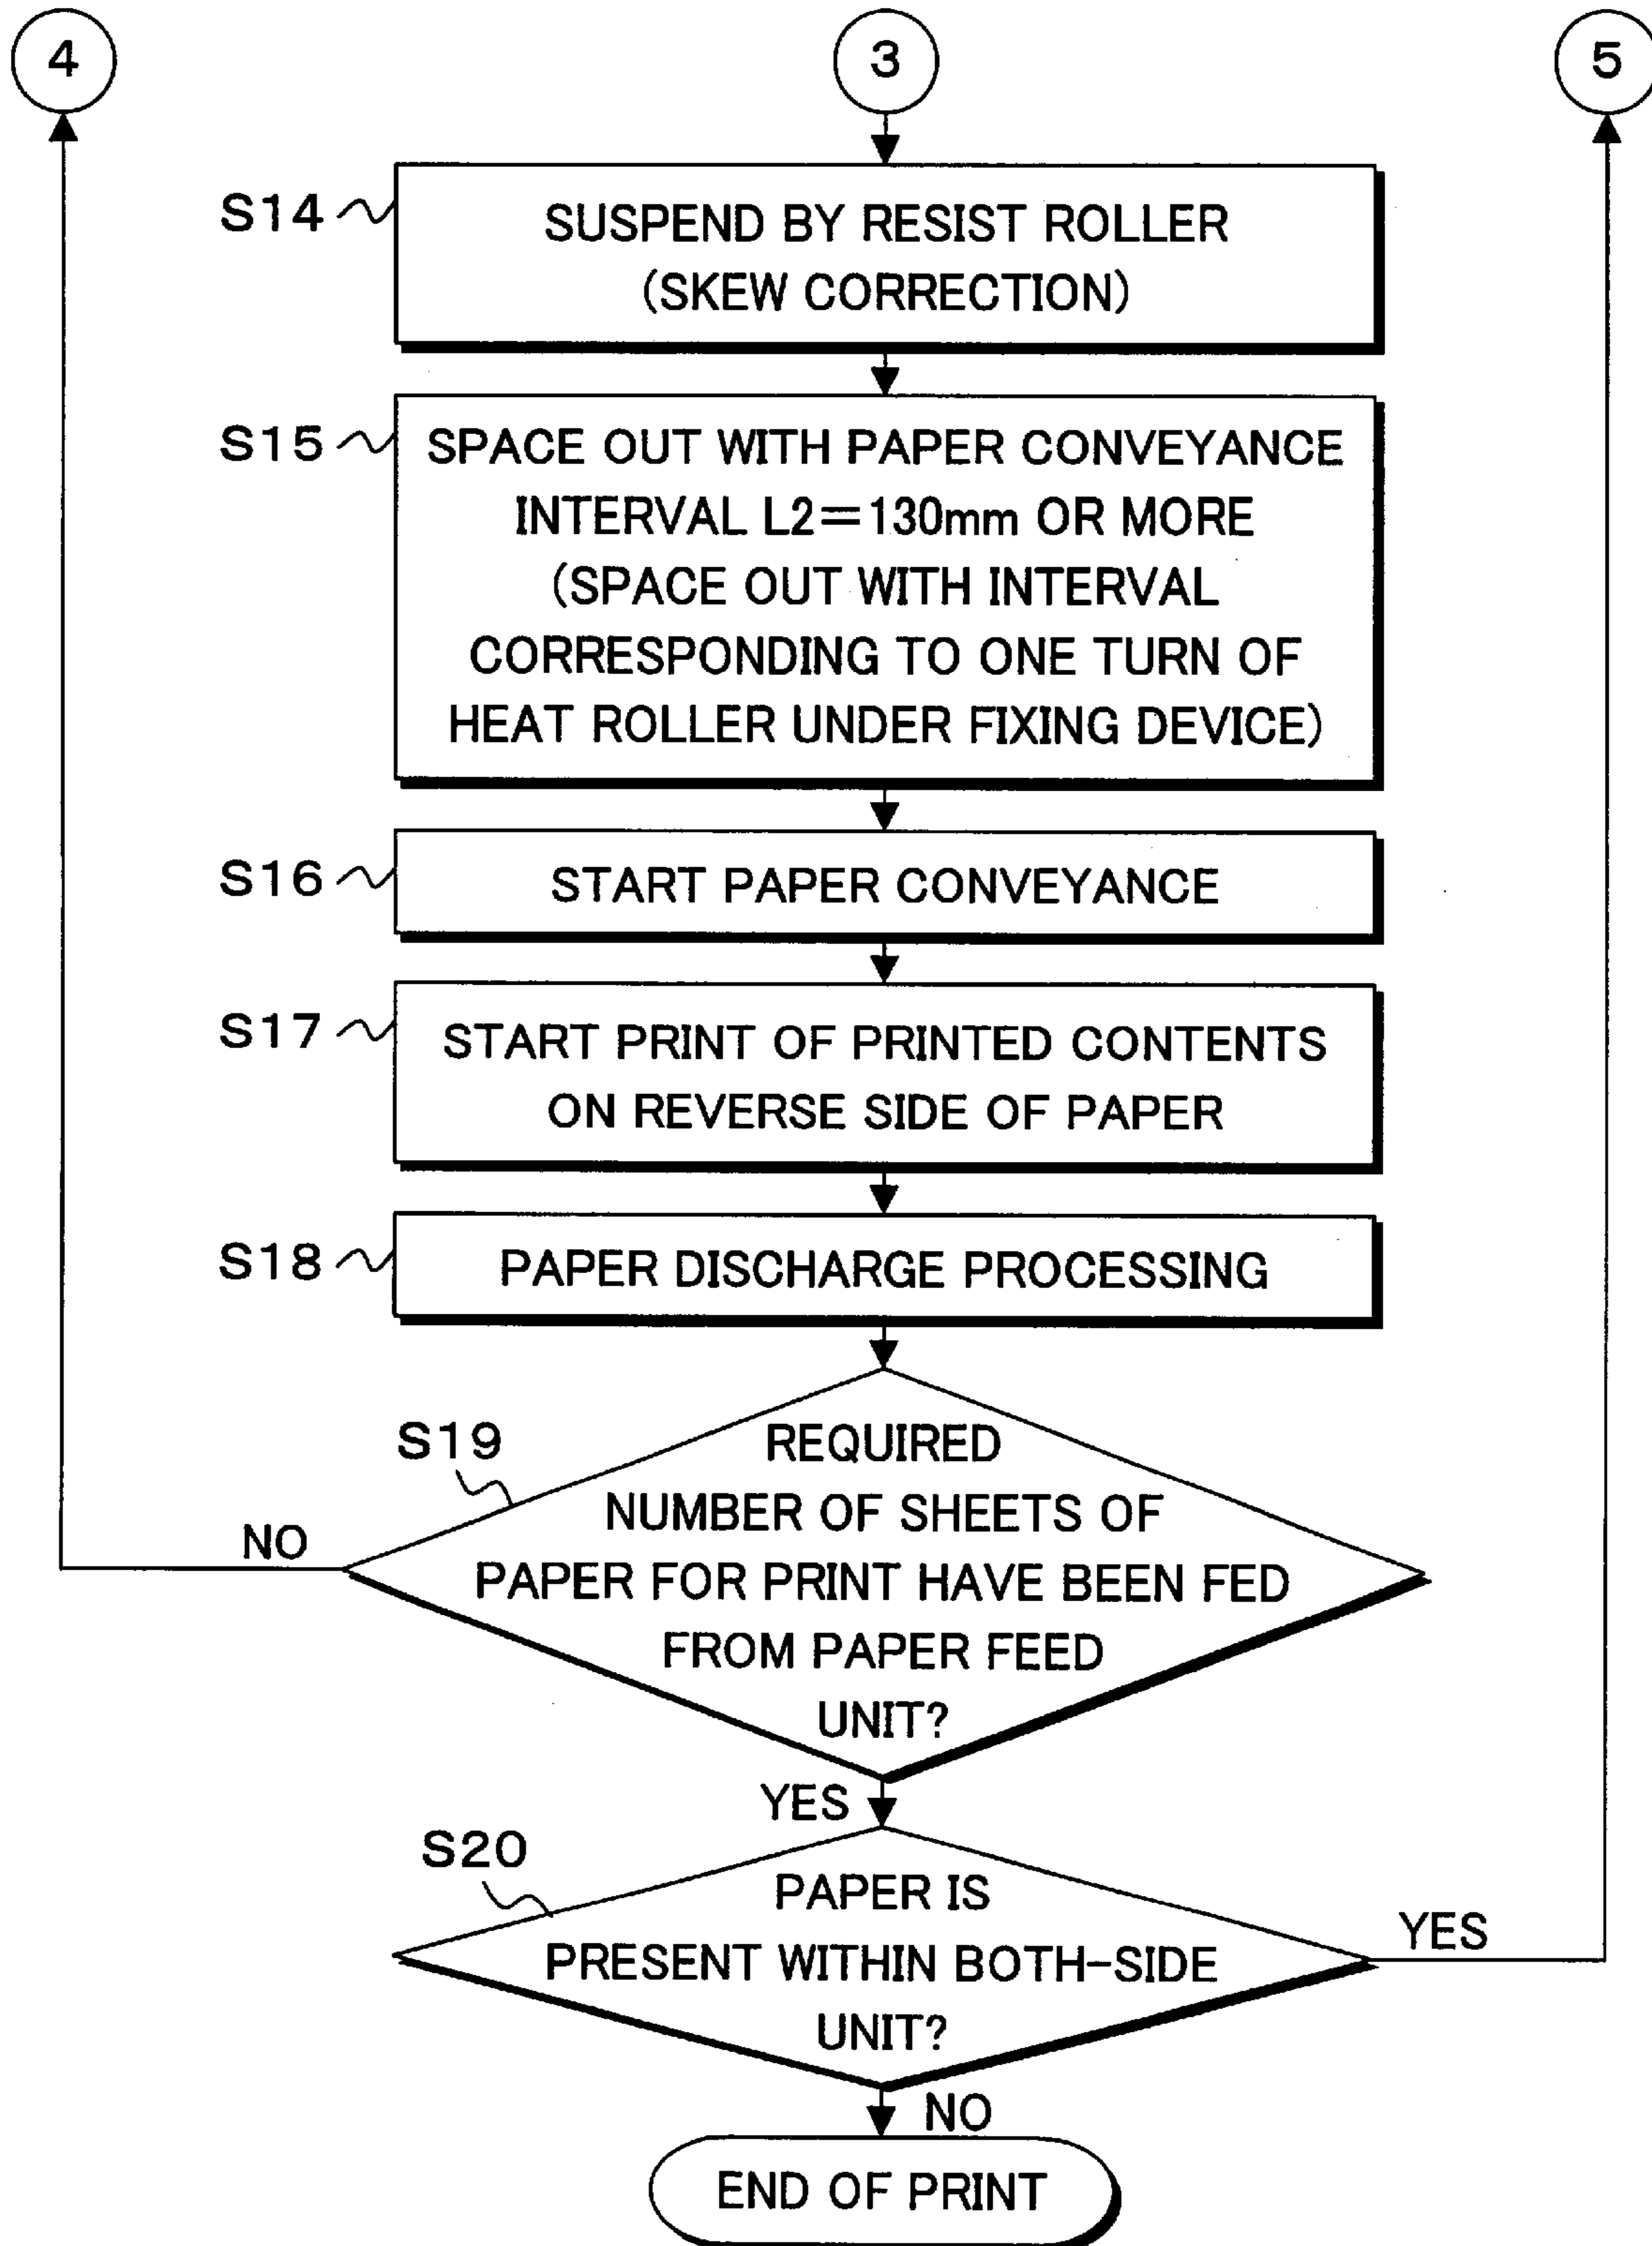 4
3
5
S14
SUSPEND BY RESIST ROLLER
(SKEW CORRECTION)
S15
SPACE OUT WITH PAPER CONVEYANCE
INTERVAL L2=130mm OR MORE
(SPACE OUT WITH INTERVAL
CORRESPONDING TO ONE TURN OF
HEAT ROLLER UNDER FIXING DEVICE)
S16
START PAPER CONVEYANCE
S17
START PRINT OF PRINTED CONTENTS
ON REVERSE SIDE OF PAPER
S18
PAPER DISCHARGE PROCESSING
S19
REQUIRED
NUMBER OF SHEETS OF
PAPER FOR PRINT HAVE BEEN FED
FROM PAPER FEED
UNIT?
NO
YES
S20
PAPER IS
PRESENT WITHIN BOTH-SIDE
UNIT?
YES
NO
END OF PRINT